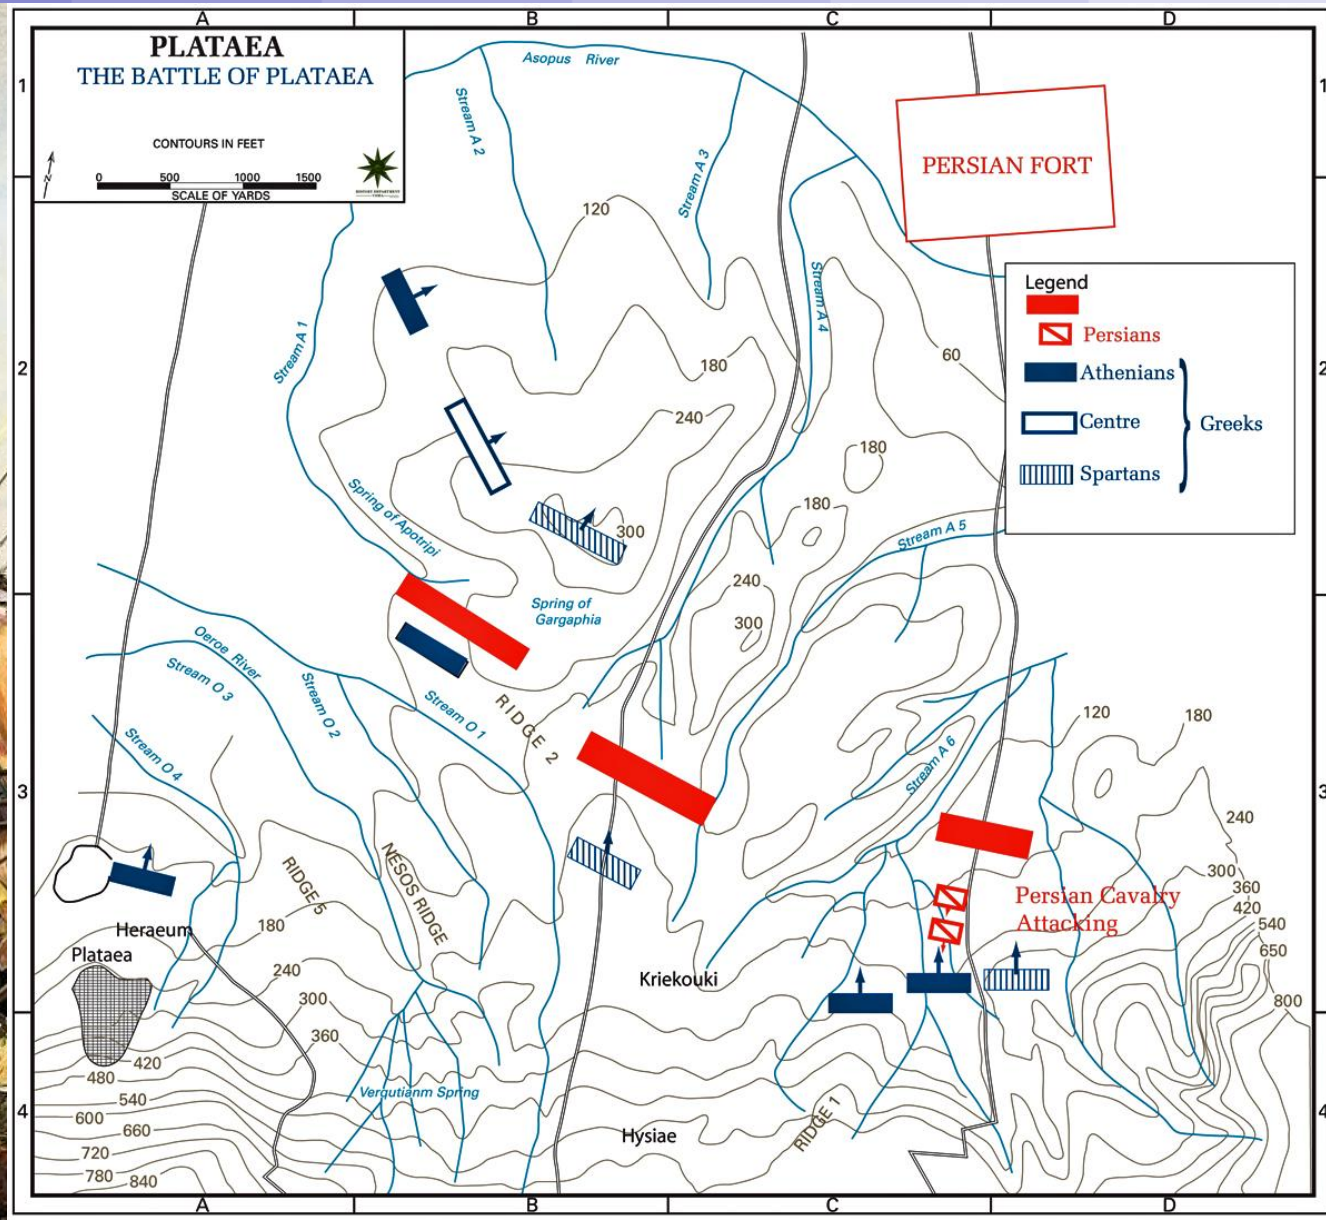 A
B
C
D
PLATAEA
THE BATTLE OF PLATAEA
CONTOURS IN FEET
N
0 500 1000 1500
SCALE OF YARDS
1
1
Asopus River
Stream A 2
Stream A 3
PERSIAN FORT
120
Legend
Persians
Athenians
Centre
Spartans
Greeks
Stream A 4
Stream A 1
2
2
60
180
240
180
180
300
Spring of Apotripi
Stream A 5
240
300
Spring of
Gargaphia
Oeroe River
Stream O 3
Stream O 2
Stream O 1
RIDGE 2
Stream O 4
Stream A 6
120
180
3
3
240
300
360
420
540
650
800
RIDGE 5
NESOS RIDGE
Persian Cavalry
Attacking
Heraeum
180
Plataea
240
300
360
Kriekouki
420
480
540
600
660
720
780
840
Vergutianm Spring
Hysiae
RIDGE 1
4
4
A
B
C
D